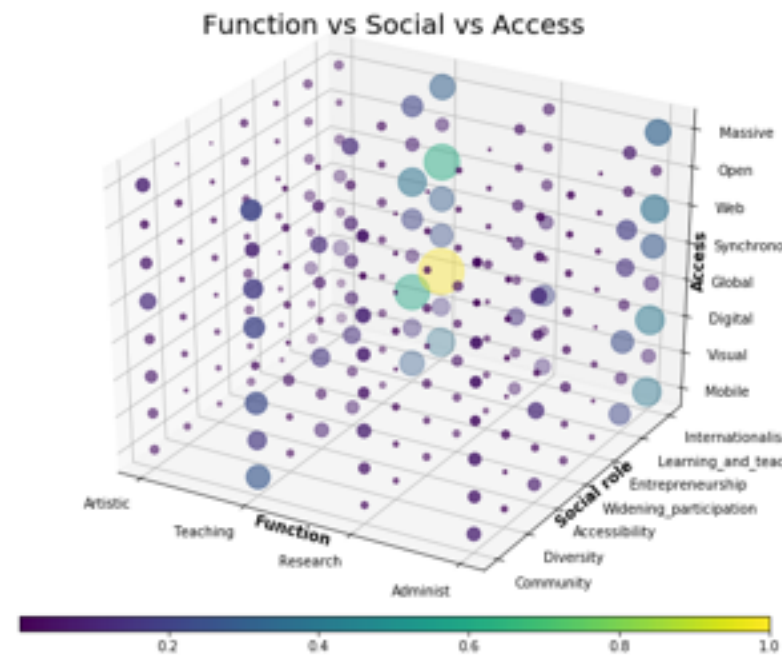 Function vs Social vs Access
Massive
Open
Web
Synchrono
Global
Digital
Visual
Mobile
Access
Internationalis
Learning_and_teac
Entrepreneurship
Widening_participation
Accessibility
Diversity
Community
Social role
Artistic
Teaching
Research
Administ
Function
0.2 0.4 0.6 0.8 1.0